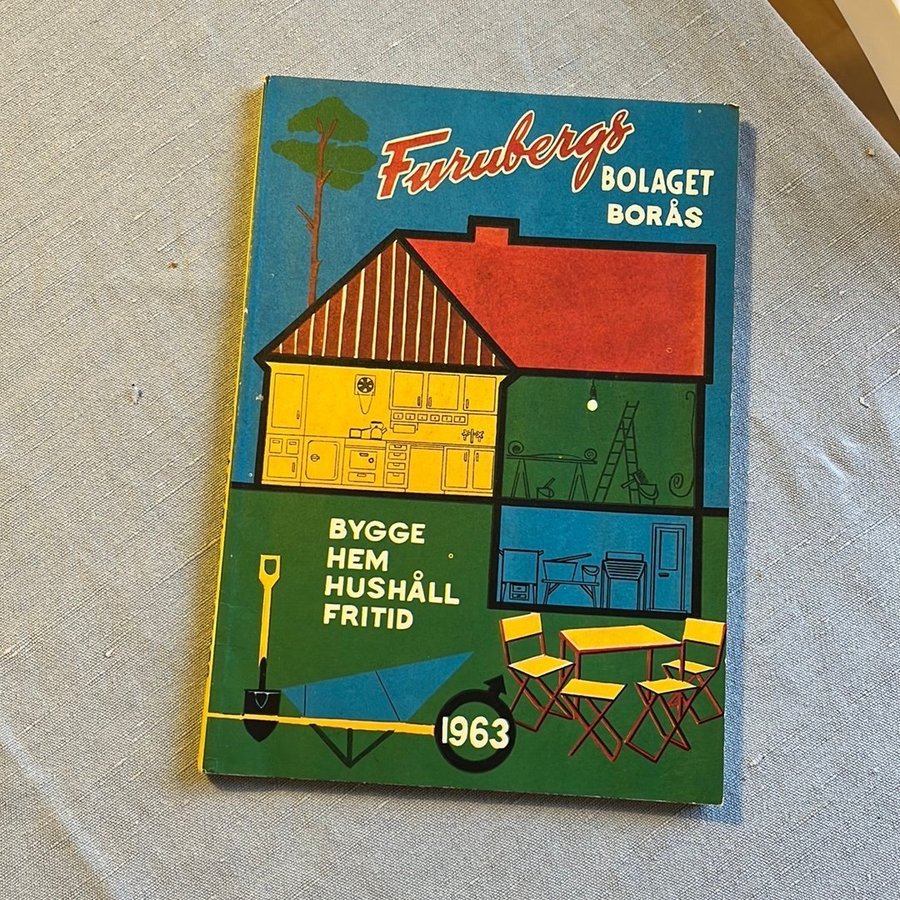 Furubergs
BOLAGET
BORÅS
BYGGE
HEM
HUSHÅLL
FRITID
1963